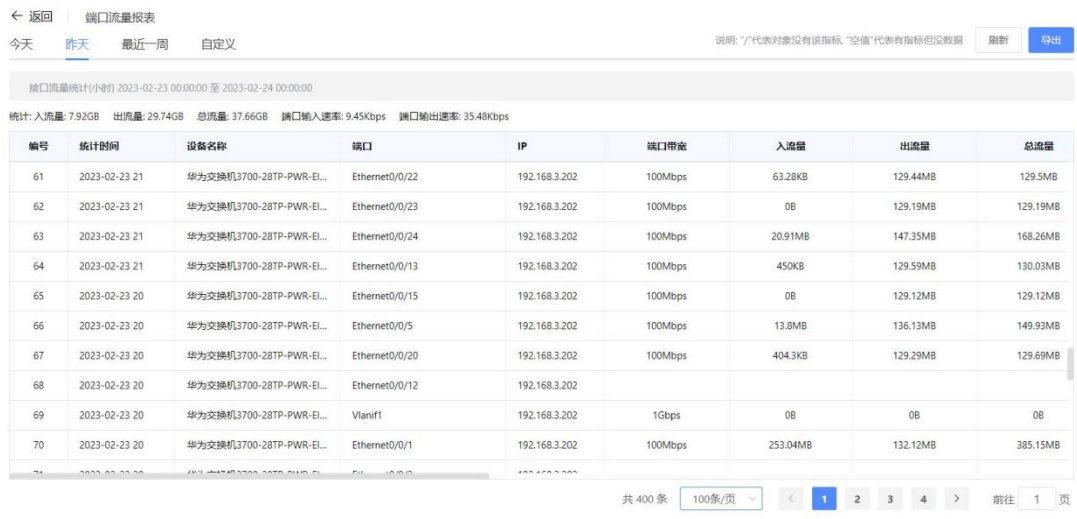 ← 返回 端口流量报表
今天 昨天 最近一周 自定义 说明: "/"代表对象没有该指标, "空值"代表有指标但没数据 刷新 导出
接口流量统计(小时) 2023-02-23 00:00:00 至 2023-02-24 00:00:00
统计: 入流量: 7.92GB 出流量: 29.74GB 总流量: 37.66GB 端口输入速率: 9.45Kbps 端口输出速率: 35.48Kbps
编号 统计时间 设备名称 端口 IP 端口带宽 入流量 出流量 总流量
61 2023-02-23 21 华为交换机3700-28TP-PWR-EI... Ethernet0/0/22 192.168.3.202 100Mbps 63.28KB 129.44MB 129.5MB
62 2023-02-23 21 华为交换机3700-28TP-PWR-EI... Ethernet0/0/23 192.168.3.202 100Mbps 0B 129.19MB 129.19MB
63 2023-02-23 21 华为交换机3700-28TP-PWR-EI... Ethernet0/0/24 192.168.3.202 100Mbps 20.91MB 147.35MB 168.26MB
64 2023-02-23 21 华为交换机3700-28TP-PWR-EI... Ethernet0/0/13 192.168.3.202 100Mbps 450KB 129.59MB 130.03MB
65 2023-02-23 20 华为交换机3700-28TP-PWR-EI... Ethernet0/0/15 192.168.3.202 100Mbps 0B 129.12MB 129.12MB
66 2023-02-23 20 华为交换机3700-28TP-PWR-EI... Ethernet0/0/5 192.168.3.202 100Mbps 13.8MB 136.13MB 149.93MB
67 2023-02-23 20 华为交换机3700-28TP-PWR-EI... Ethernet0/0/20 192.168.3.202 100Mbps 404.3KB 129.29MB 129.69MB
68 2023-02-23 20 华为交换机3700-28TP-PWR-EI... Ethernet0/0/12 192.168.3.202
69 2023-02-23 20 华为交换机3700-28TP-PWR-EI... Vlanif1 192.168.3.202 1Gbps 0B 0B 0B
70 2023-02-23 20 华为交换机3700-28TP-PWR-EI... Ethernet0/0/1 192.168.3.202 100Mbps 253.04MB 132.12MB 385.15MB
共 400 条 100条/页 < 1 2 3 4 > 前往 1 页